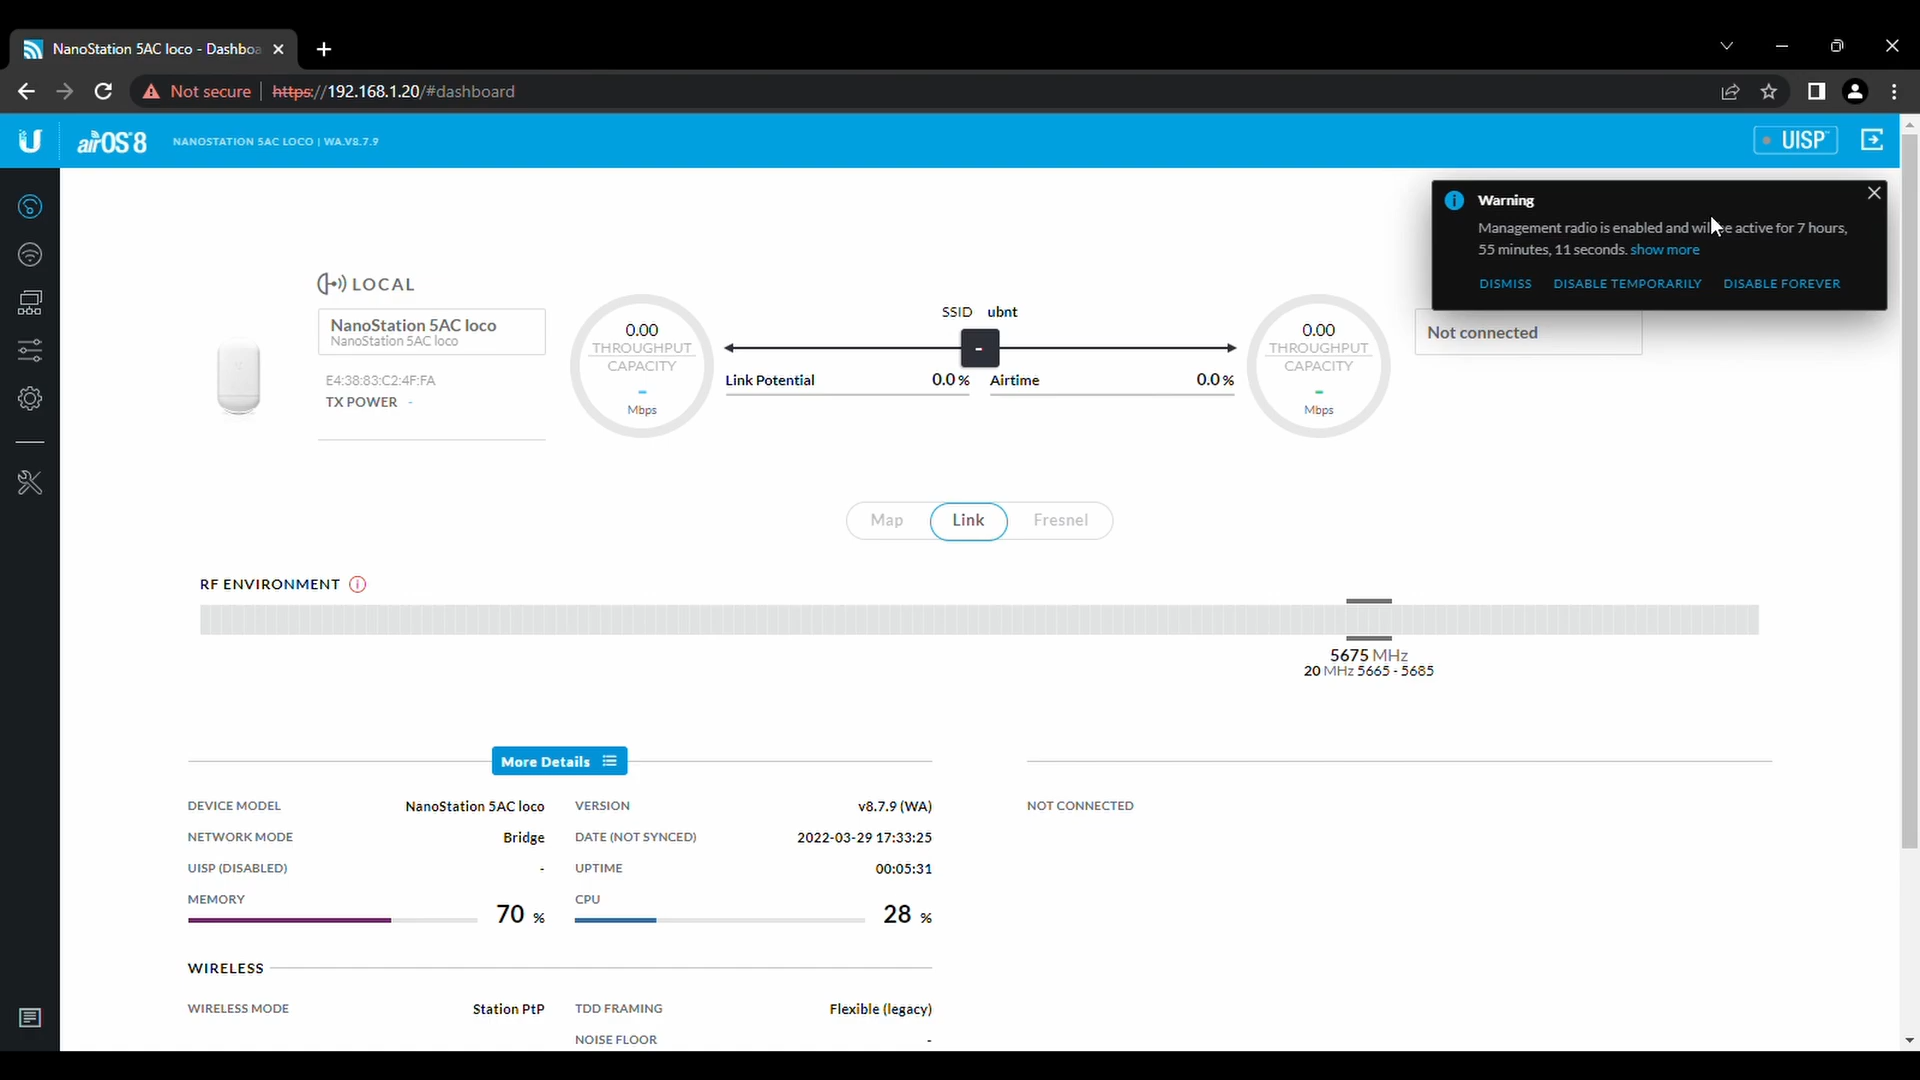 NanoStation 5AC loco - Dashboa
Not secure https://192.168.1.20/#dashboard
airOS 8 NANOSTATION 5AC LOCO | WA.V8.7.9 UISP
Warning
Management radio is enabled and will be active for 7 hours,
55 minutes, 11 seconds. show more
DISMISS DISABLE TEMPORARILY DISABLE FOREVER
LOCAL
NanoStation 5AC loco
NanoStation 5AC loco
E4:38:83:C2:4F:FA
TX POWER -
0.00
THROUGHPUT
CAPACITY
-
Mbps
SSID ubnt
-
Link Potential 0.0 % Airtime 0.0 %
0.00
THROUGHPUT
CAPACITY
-
Mbps
Not connected
Map Link Fresnel
RF ENVIRONMENT
5675 MHz
20 MHz 5665 - 5685
More Details
DEVICE MODEL NanoStation 5AC loco VERSION v8.7.9 (WA) NOT CONNECTED
NETWORK MODE Bridge DATE (NOT SYNCED) 2022-03-29 17:33:25
UISP (DISABLED) - UPTIME 00:05:31
MEMORY 70 % CPU 28 %
WIRELESS
WIRELESS MODE Station PtP TDD FRAMING Flexible (legacy)
NOISE FLOOR -